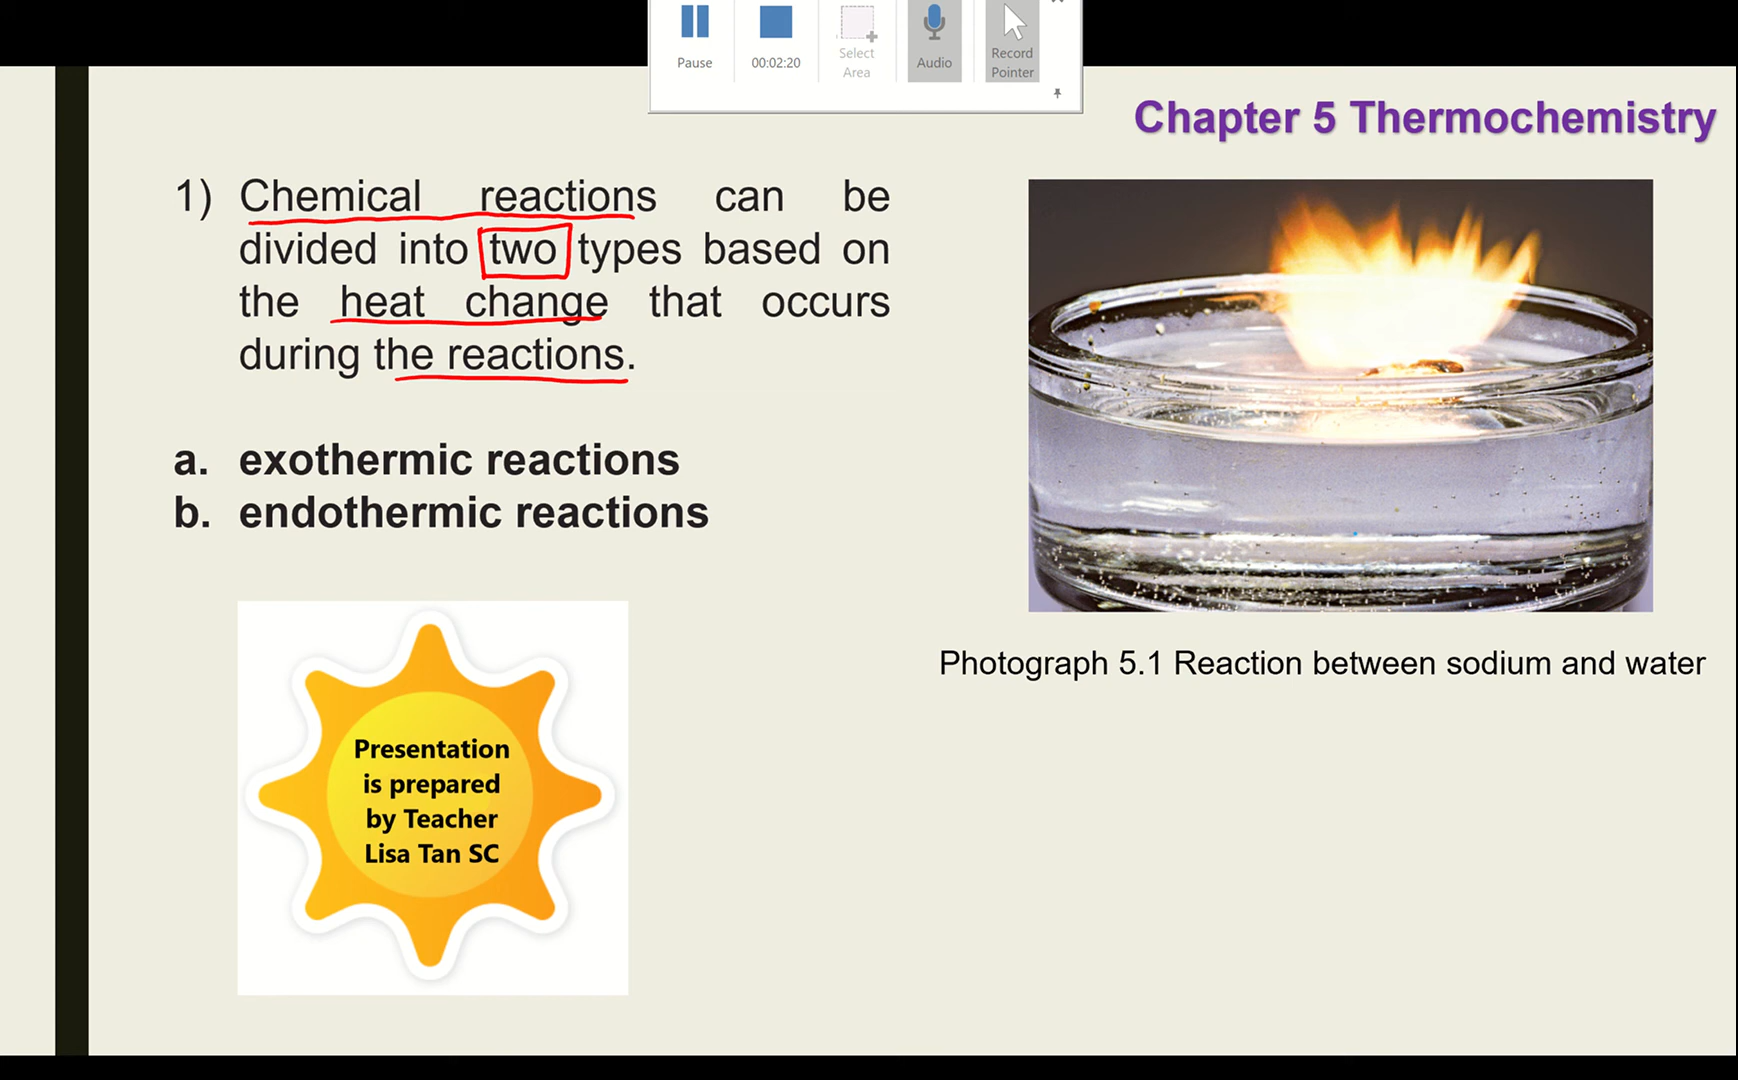 Pause
00:02:20
Select
Area
Audio
Record
Pointer
Chapter 5 Thermochemistry
1) Chemical reactions can be
divided into two types based on
the heat change that occurs
during the reactions.
a. exothermic reactions
b. endothermic reactions
Photograph 5.1 Reaction between sodium and water
Presentation
is prepared
by Teacher
Lisa Tan SC